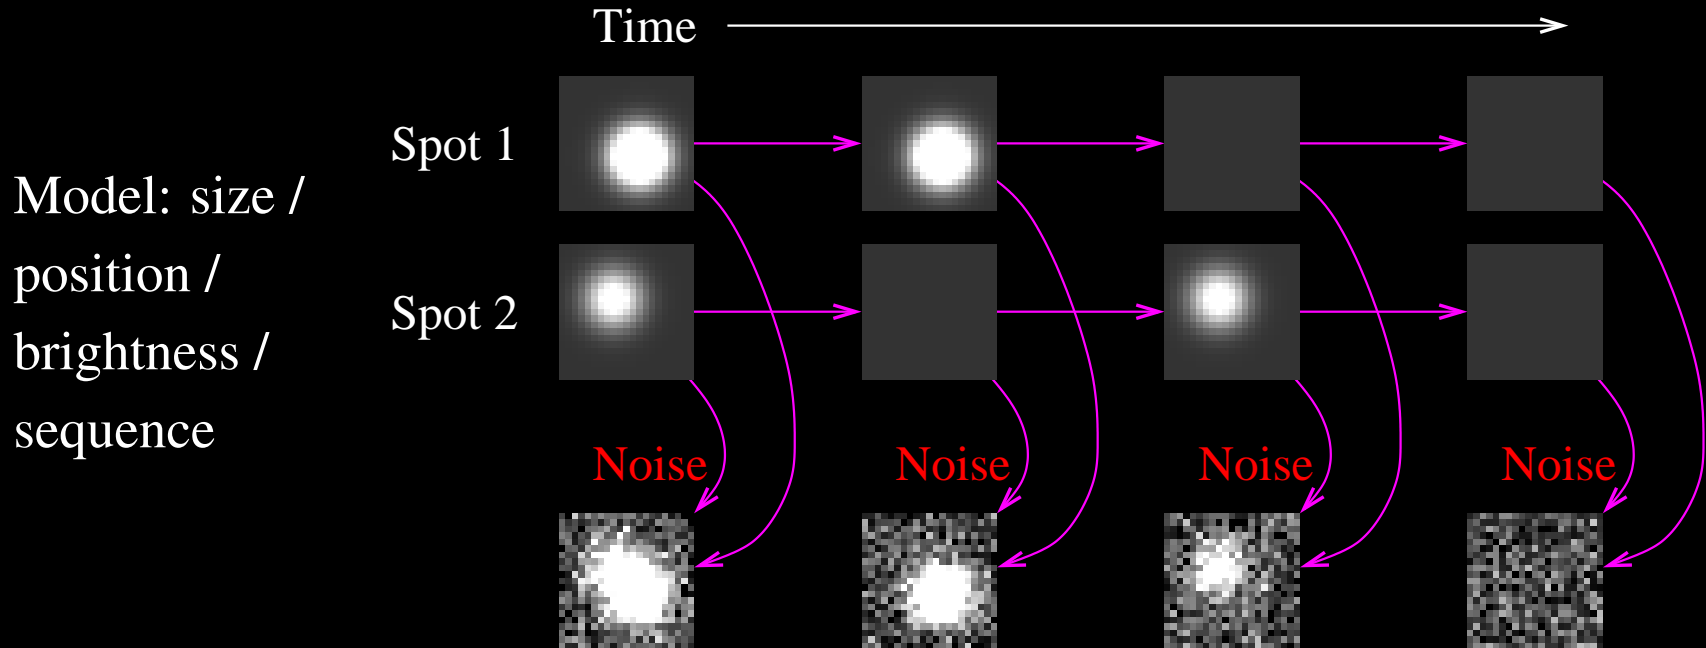 Time
Spot 1
Model: size /
position /
Spot 2
brightness /
sequence
Noise Noise Noise Noise